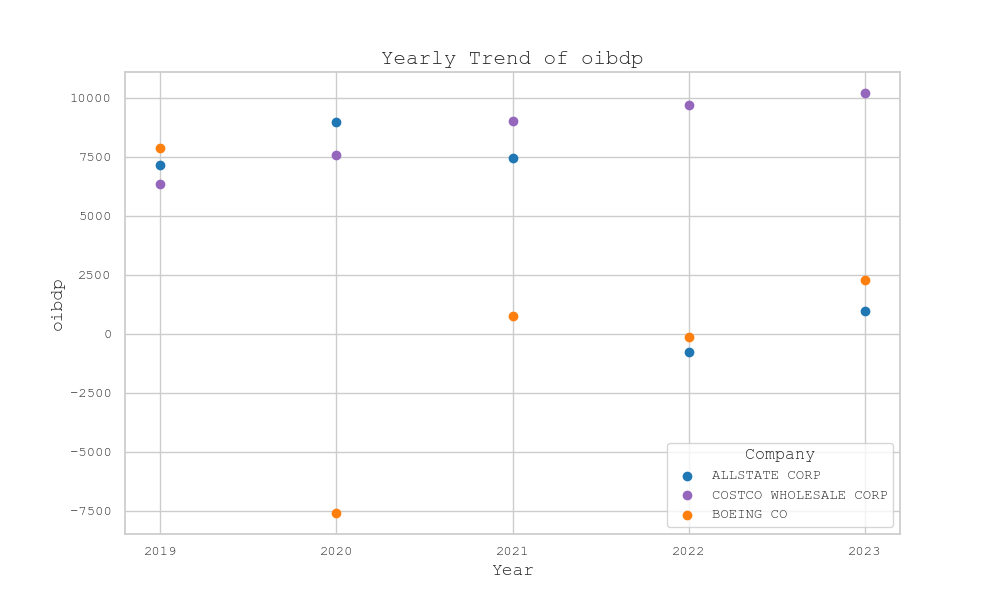 Yearly Trend of oibdp
10000
7500
5000
2500
0
−2500
−5000
−7500
oibdp
2019 2020 2021 2022 2023
Year
Company
ALLSTATE CORP
COSTCO WHOLESALE CORP
BOEING CO